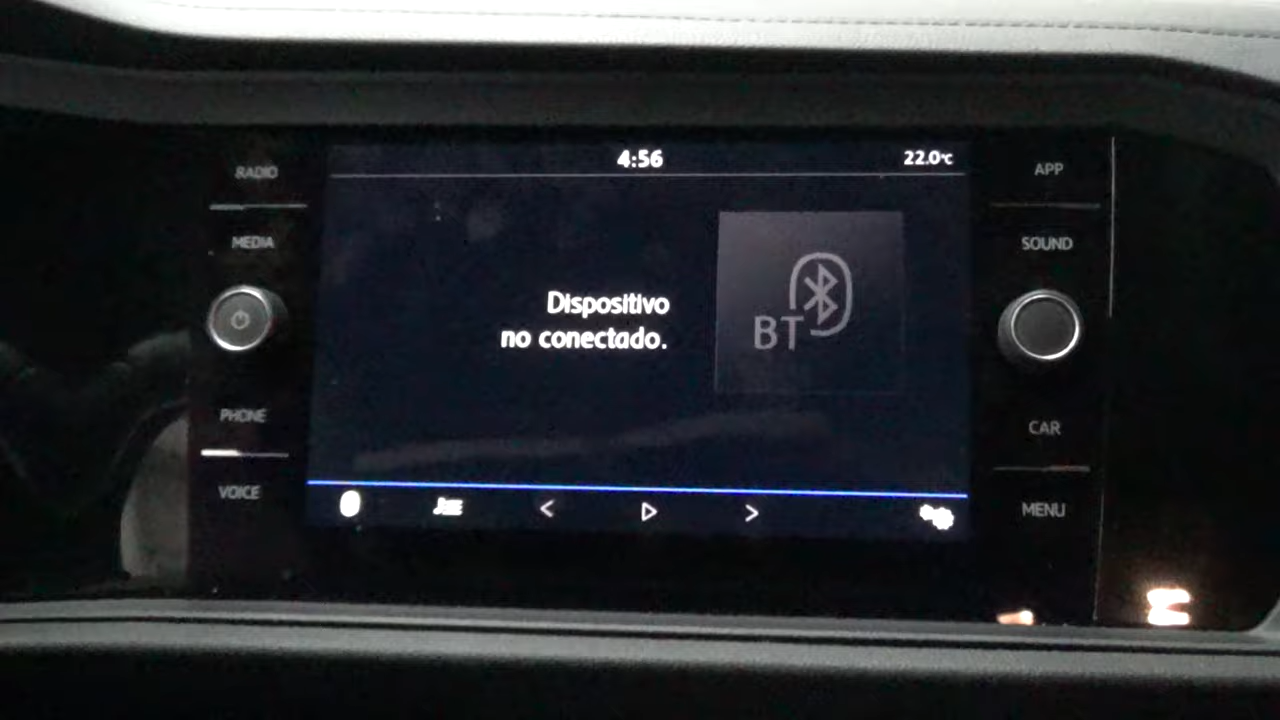 4:56
22.0°C
RADIO
MEDIA
PHONE
VOICE
Dispositivo
no conectado.
BT
APP
SOUND
CAR
MENU